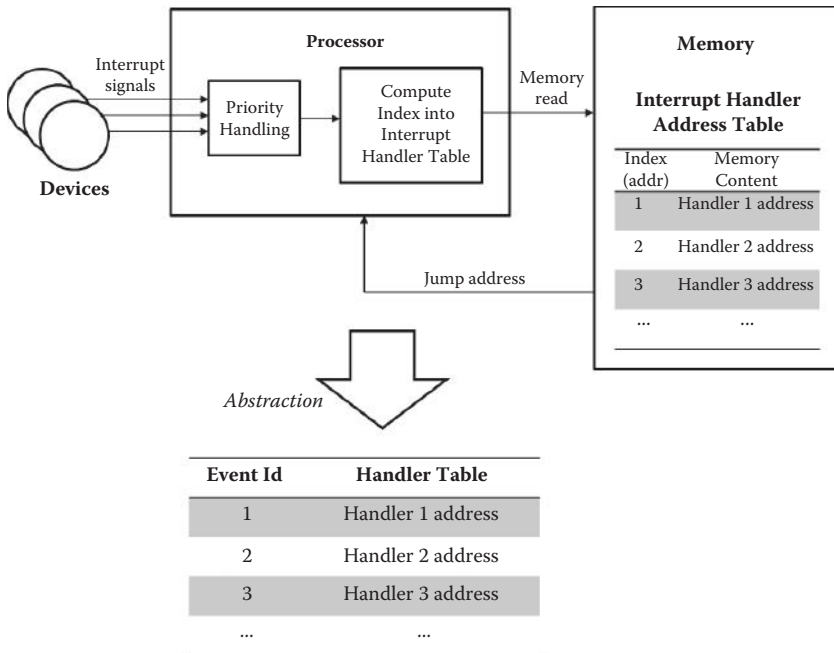 Processor
Interrupt
signals
Devices
Priority
Handling
Compute
Index into
Interrupt
Handler Table
Memory
read
Memory
Interrupt Handler
Address Table
Index
(addr)
Memory
Content
1 Handler 1 address
2 Handler 2 address
3 Handler 3 address
... ...
Jump address
Abstraction
Event Id Handler Table
1 Handler 1 address
2 Handler 2 address
3 Handler 3 address
... ...